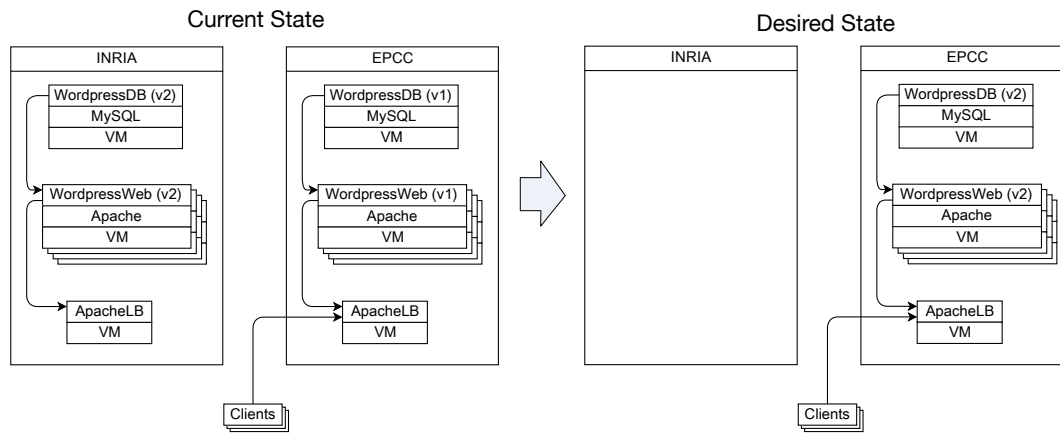 Current State
INRIA
WordpressDB (v2)
MySQL
VM
WordpressWeb (v2)
Apache
VM
ApacheLB
VM
EPCC
WordpressDB (v1)
MySQL
VM
WordpressWeb (v1)
Apache
VM
ApacheLB
VM
Clients
Desired State
INRIA
EPCC
WordpressDB (v2)
MySQL
VM
WordpressWeb (v2)
Apache
VM
ApacheLB
VM
Clients